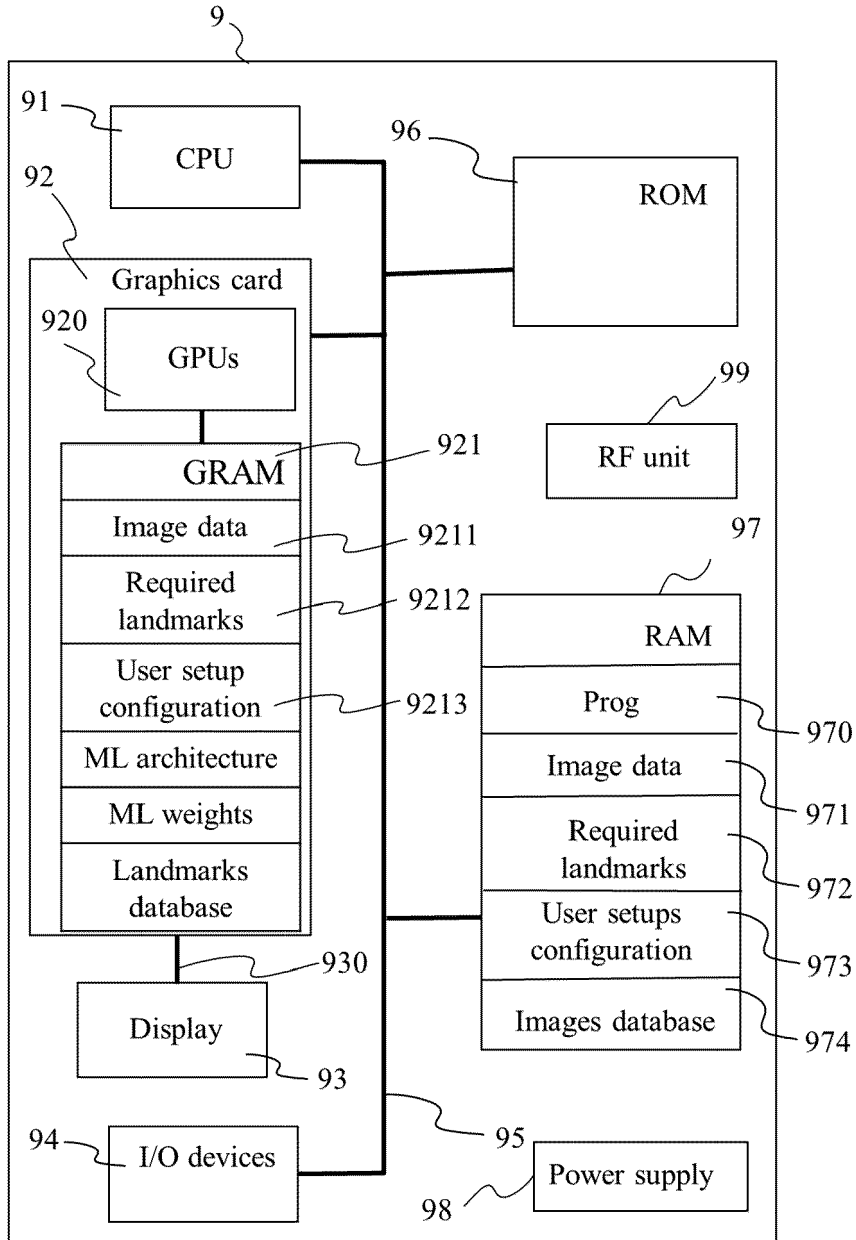 9
91
CPU
96
ROM
92
Graphics card
920
GPUs
99
RF unit
921
GRAM
Image data
9211
97
Required
landmarks
9212
RAM
User setup
configuration
9213
Prog
970
ML architecture
Image data
971
ML weights
Required
landmarks
972
Landmarks
database
User setups
configuration
973
930
Images database
974
Display
93
94
I/O devices
95
Power supply
98